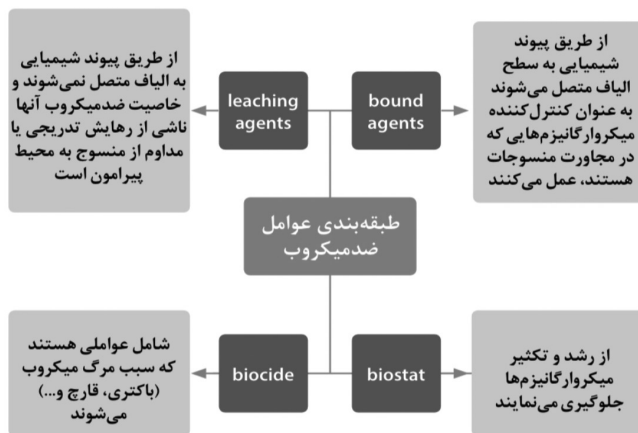 از طریق پیوند
شیمیایی به سطح
الیاف متصل می‌شوند
به عنوان کنترل‌کننده
میکروارگانیزم‌هایی که
در مجاورت منسوجات
هستند، عمل می‌کنند
bound
agents
leaching
agents
از طریق پیوند شیمیایی
به الیاف متصل نمی‌شوند و
خاصیت ضدمیکروب آنها
ناشی از رهایش تدریجی یا
مداوم از منسوج به محیط
پیرامون است
طبقه‌بندی عوامل
ضدمیکروب
از رشد و تکثیر
میکروارگانیزم‌ها
جلوگیری می‌نمایند
biostat
biocide
شامل عواملی هستند
که سبب مرگ میکروب
(باکتری، قارچ و...)
می‌شوند